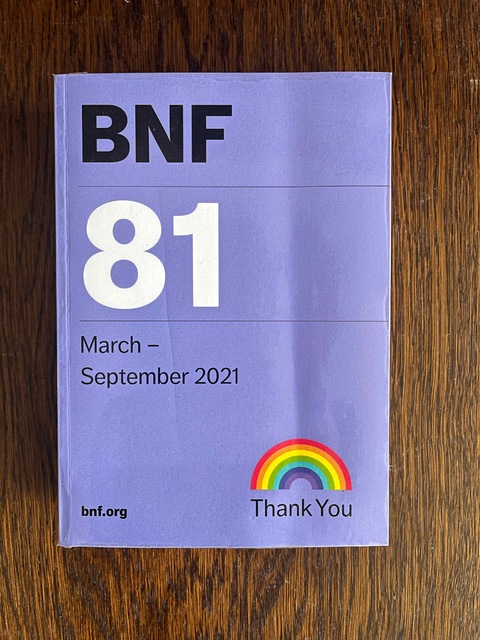 BNF
81
March –
September 2021
Thank You
bnf.org